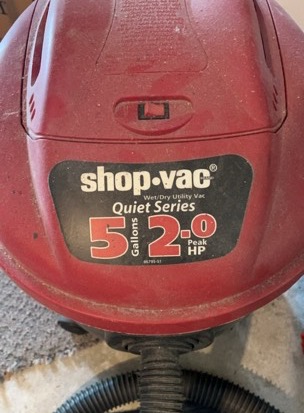 shop•vac®
Wet/Dry Utility Vac
Quiet Series
5 Gallons 2.0 Peak HP